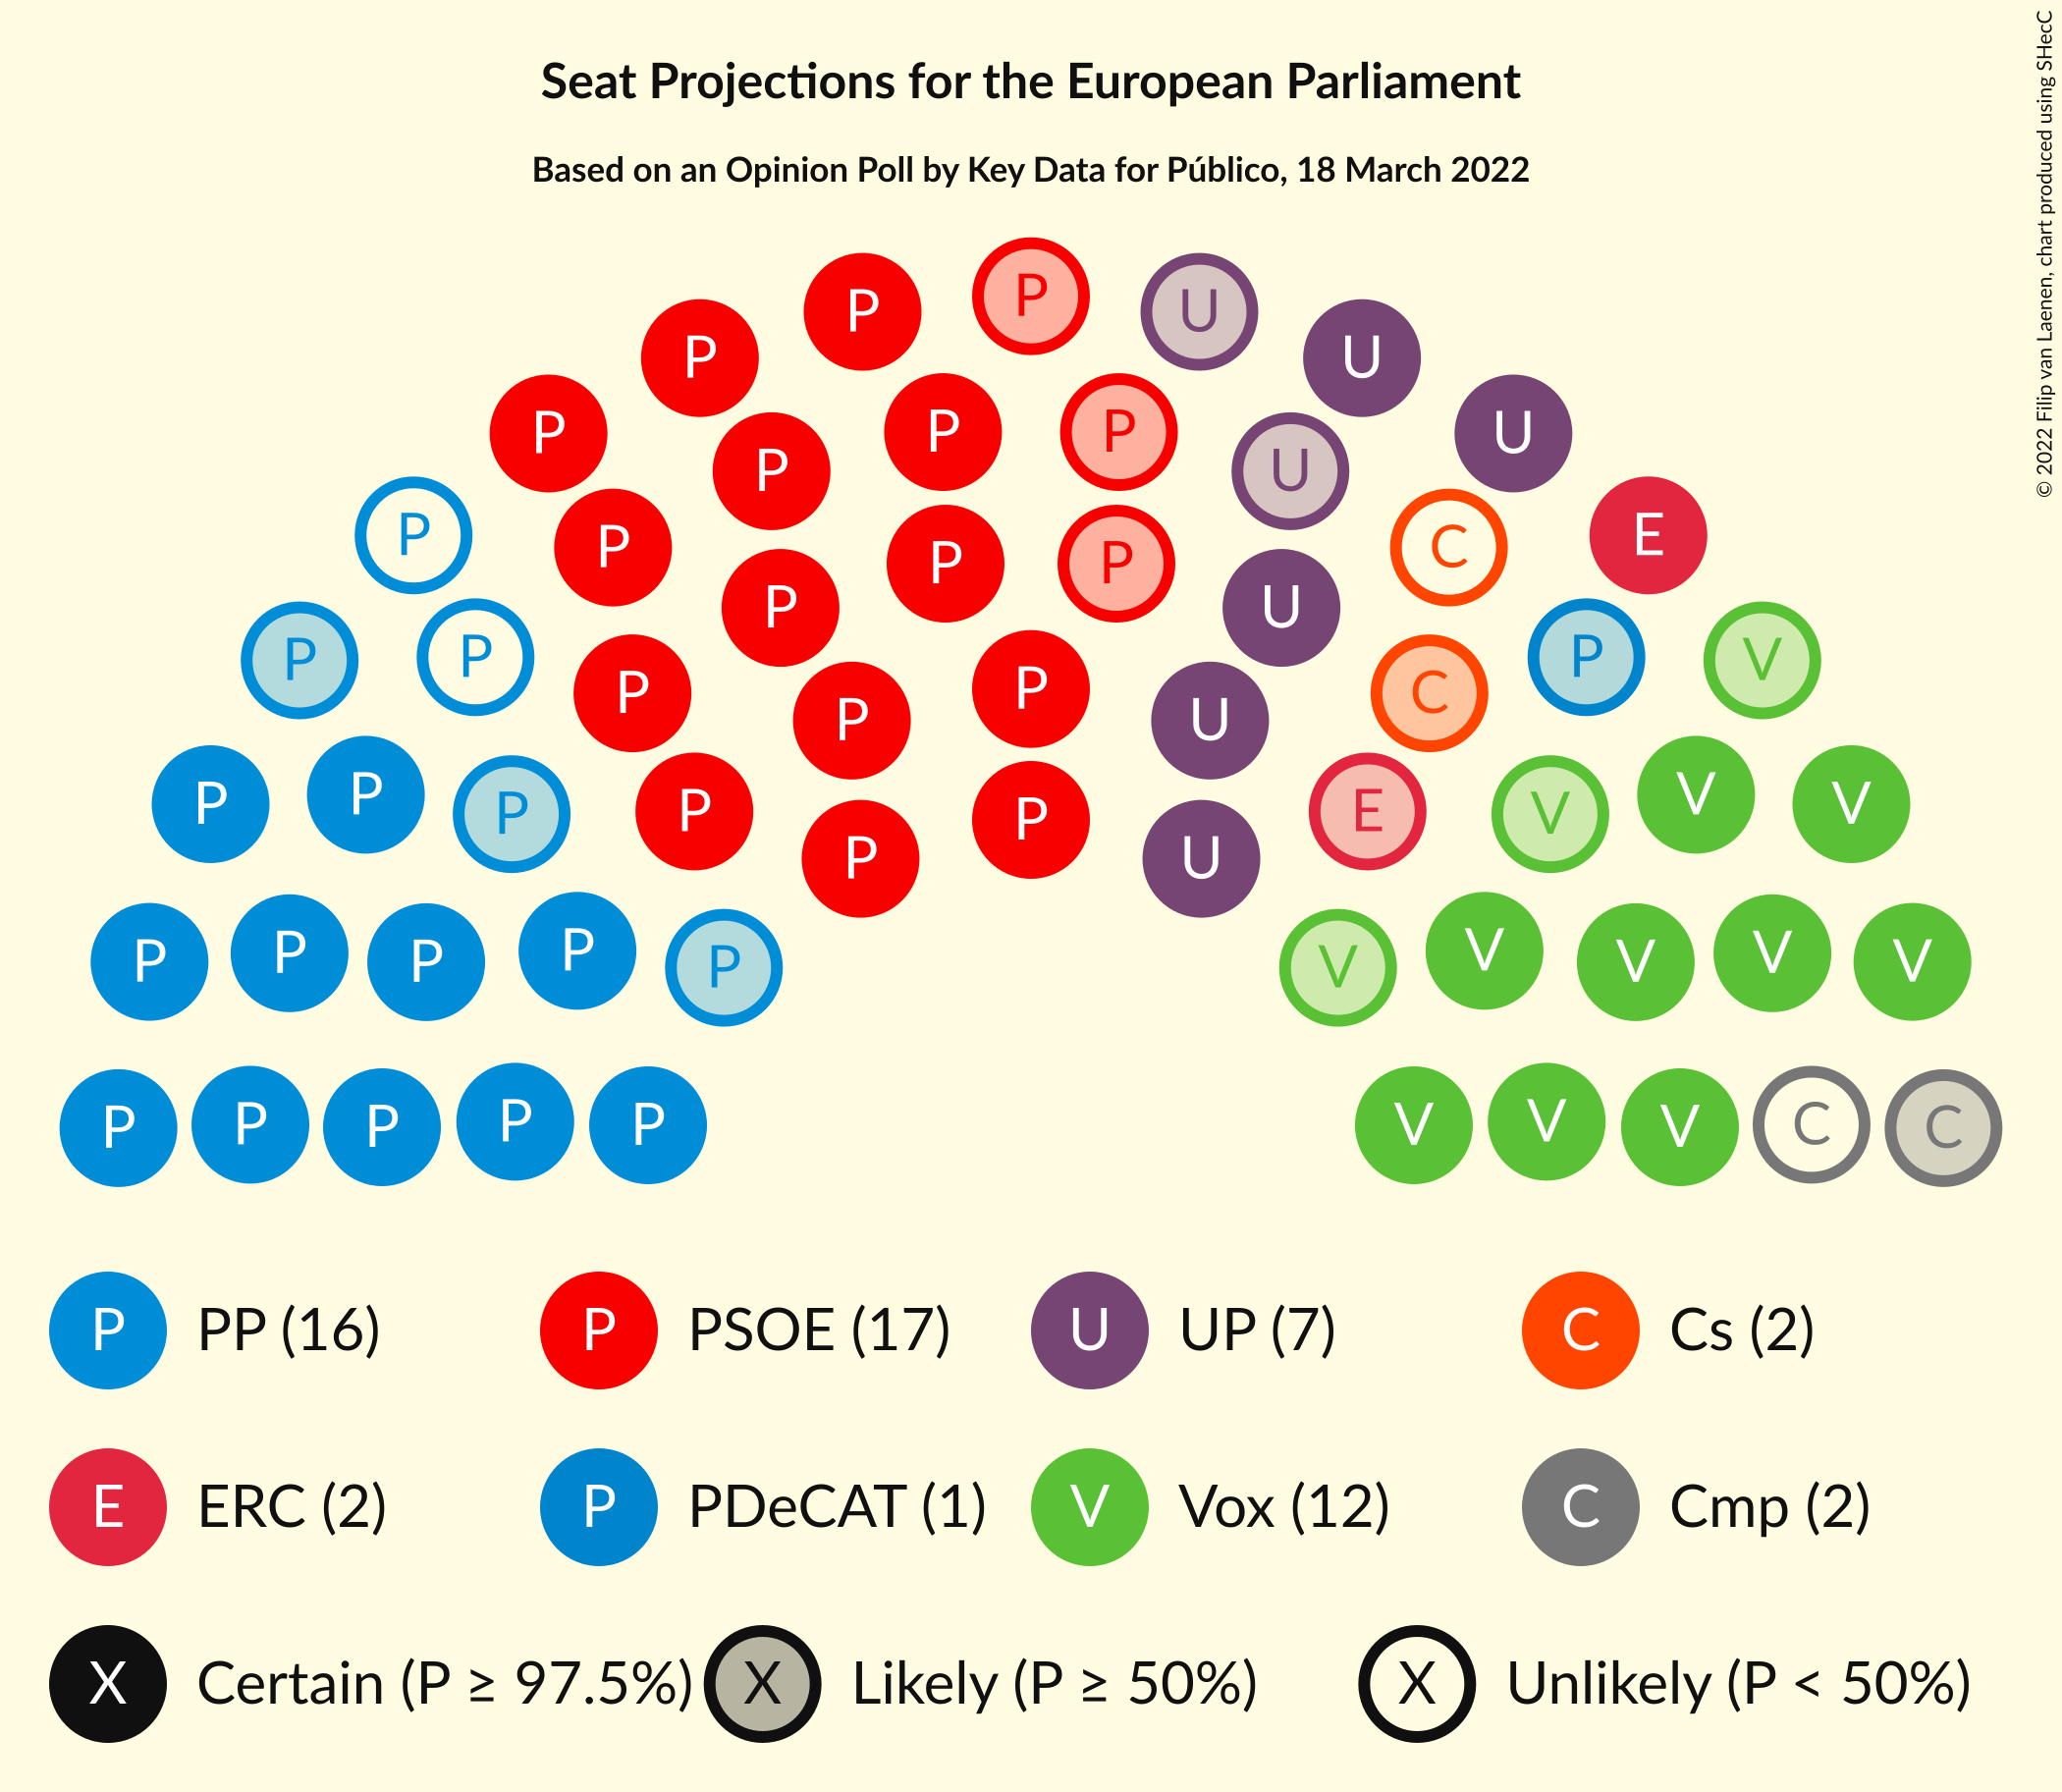 Seat Projections for the European Parliament
Based on an Opinion Poll by Key Data for Público, 18 March 2022
© 2022 Filip van Laenen, chart produced using SHecC
P
P U
P U
P P U
P U
P E
P P
P C
P P
P U
P P
P V
P C
P P
P U
P V
P P V
P V
P E
P V
P P
P U
P V
P V
P P V V
P V
P P P V V V
P V
P P P P P V V V C C
P PP (16) P PSOE (17) U UP (7) C Cs (2)
E ERC (2) P PDeCAT (1) V Vox (12) C Cmp (2)
X Certain (P ≥ 97.5%) X Likely (P ≥ 50%) X Unlikely (P < 50%)